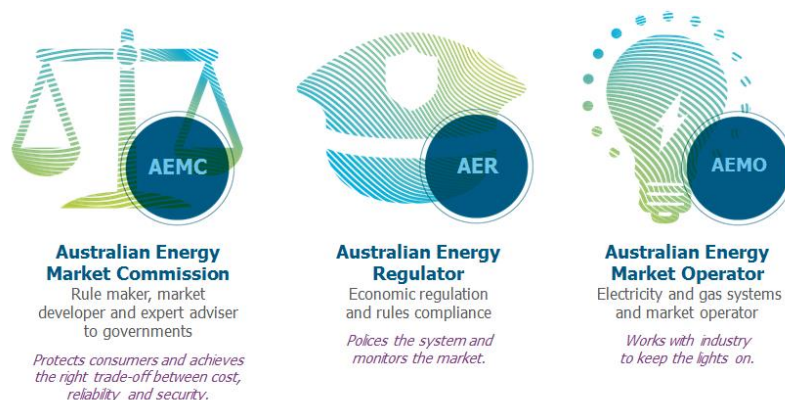 AEMC
Australian Energy
Market Commission
Rule maker, market
developer and expert adviser
to governments
Protects consumers and achieves
the right trade-off between cost,
reliability and security.
AER
Australian Energy
Regulator
Economic regulation
and rules compliance
Polices the system and
monitors the market.
AEMO
Australian Energy
Market Operator
Electricity and gas systems
and market operator
Works with industry
to keep the lights on.